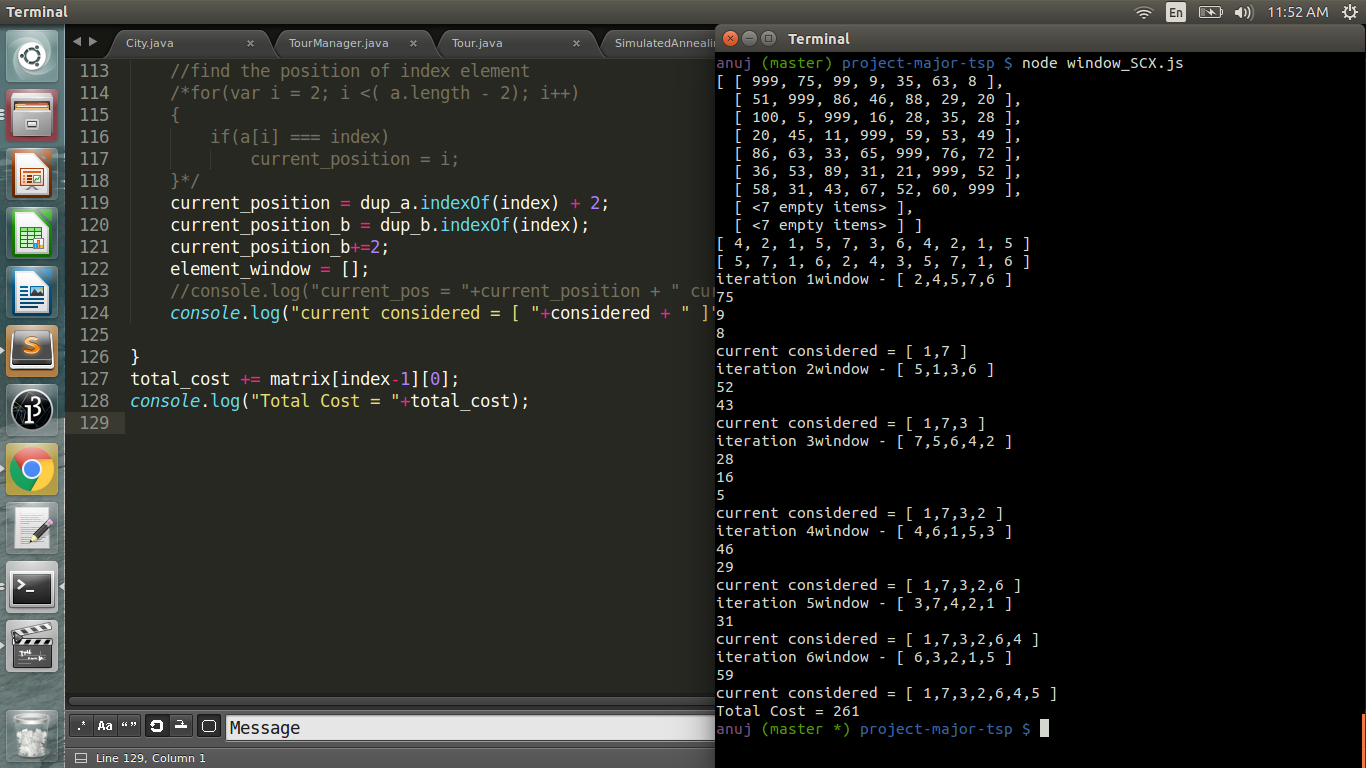 Terminal
En
11:52 AM
City.java ×
TourManager.java ×
Tour.java ×
SimulatedAnneali
113 //find the position of index element
114 /*for(var i = 2; i <( a.length - 2); i++)
115 {
116 if(a[i] === index)
117 current_position = i;
118 }*/
119 current_position = dup_a.indexOf(index) + 2;
120 current_position_b = dup_b.indexOf(index);
121 current_position_b+=2;
122 element_window = [];
123 //console.log("current_pos = "+current_position + " cu
124 console.log("current considered = [ "+considered + " ]"
125
126 }
127 total_cost += matrix[index-1][0];
128 console.log("Total Cost = "+total_cost);
129
.* Aa “”
Message
Line 129, Column 1
Terminal
anuj (master) project-major-tsp $ node window_SCX.js
[ [ 999, 75, 99, 9, 35, 63, 8 ],
[ 51, 999, 86, 46, 88, 29, 20 ],
[ 100, 5, 999, 16, 28, 35, 28 ],
[ 20, 45, 11, 999, 59, 53, 49 ],
[ 86, 63, 33, 65, 999, 76, 72 ],
[ 36, 53, 89, 31, 21, 999, 52 ],
[ 58, 31, 43, 67, 52, 60, 999 ],
[ <7 empty items> ],
[ <7 empty items> ] ]
[ 4, 2, 1, 5, 7, 3, 6, 4, 2, 1, 5 ]
[ 5, 7, 1, 6, 2, 4, 3, 5, 7, 1, 6 ]
iteration 1window - [ 2,4,5,7,6 ]
75
9
8
current considered = [ 1,7 ]
iteration 2window - [ 5,1,3,6 ]
52
43
current considered = [ 1,7,3 ]
iteration 3window - [ 7,5,6,4,2 ]
28
16
5
current considered = [ 1,7,3,2 ]
iteration 4window - [ 4,6,1,5,3 ]
46
29
current considered = [ 1,7,3,2,6 ]
iteration 5window - [ 3,7,4,2,1 ]
31
current considered = [ 1,7,3,2,6,4 ]
iteration 6window - [ 6,3,2,1,5 ]
59
current considered = [ 1,7,3,2,6,4,5 ]
Total Cost = 261
anuj (master *) project-major-tsp $